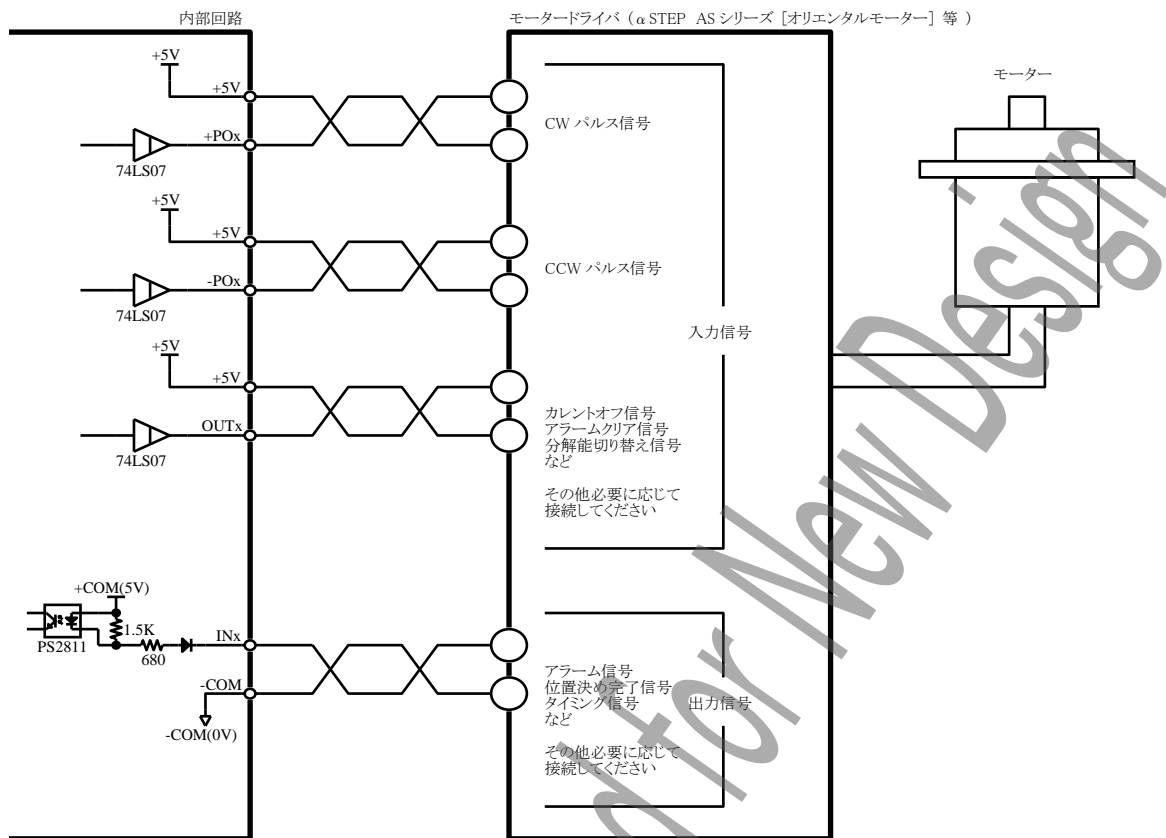 内部回路
モータードライバ (α STEP AS シリーズ [オリエンタルモーター] 等 )
+5V
+5V
+POx
74LS07
CW パルス信号
モーター
+5V
+5V
-POx
74LS07
CCW パルス信号
入力信号
+5V
+5V
OUTx
74LS07
カレントオフ信号
アラームクリア信号
分解能切り替え信号
など
その他必要に応じて
接続してください
+COM(5V)
1.5K
PS2811
680
INx
-COM
-COM(0V)
アラーム信号
位置決め完了信号
タイミング信号
など
出力信号
その他必要に応じて
接続してください
d for New Design